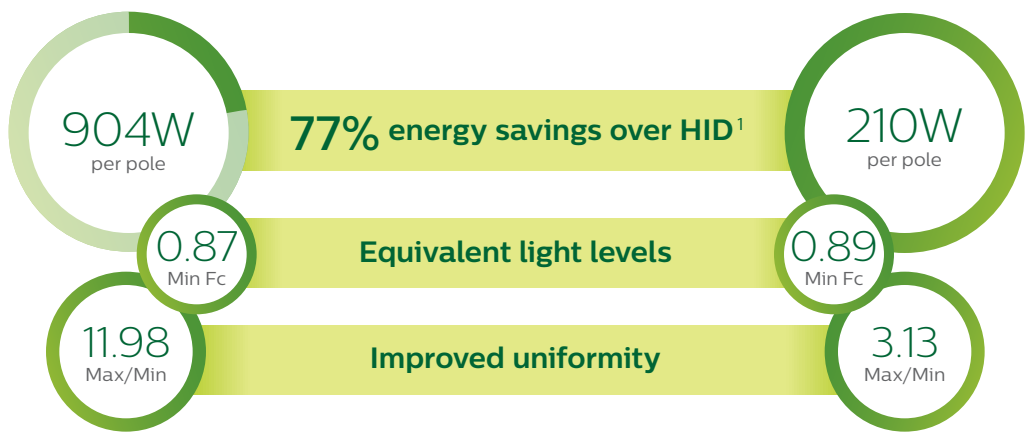 904W
per pole
77% energy savings over HID¹
210W
per pole
0.87
Min Fc
Equivalent light levels
0.89
Min Fc
11.98
Max/Min
Improved uniformity
3.13
Max/Min